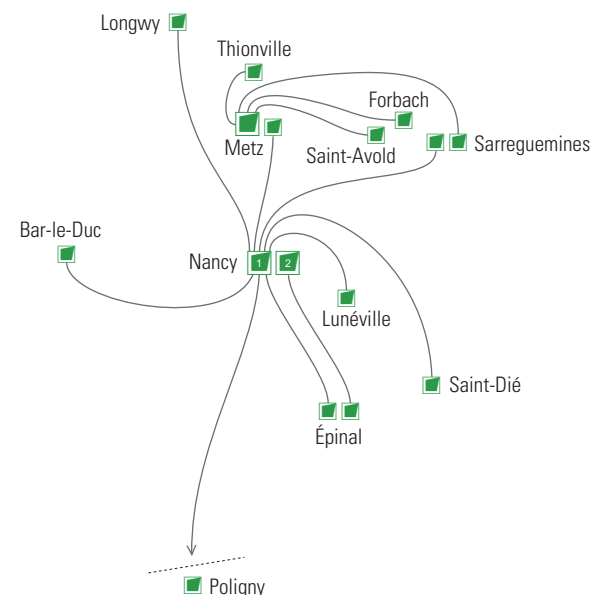 Longwy
Thionville
Forbach
Metz
Saint-Avold
Sarreguemines
Bar-le-Duc
Nancy 1 2
Lunéville
Saint-Dié
Épinal
Poligny